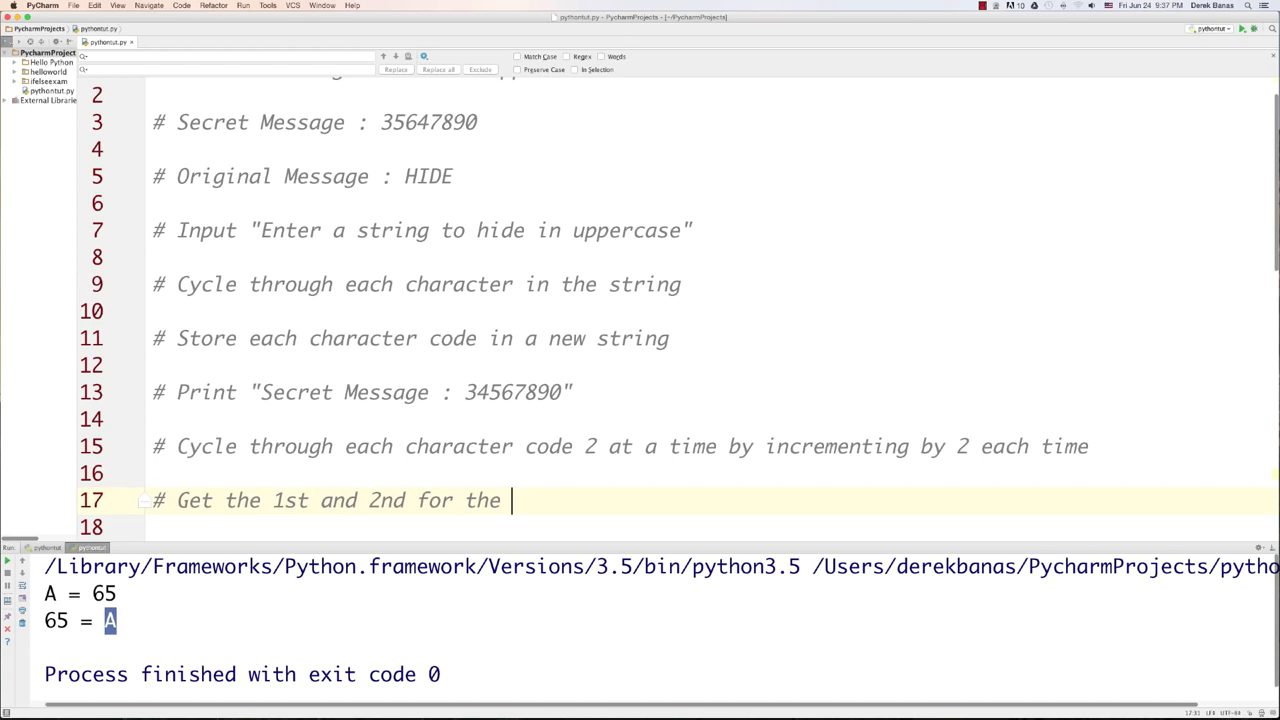 PyCharm File Edit View Navigate Code Refactor Run Tools VCS Window Help
10 Fri Jun 24 9:37 PM Derek Banas
pythontut.py - PycharmProjects - [~/PycharmProjects]
PycharmProjects pythontut.py pythontut
pythontut.py
PycharmProject
Hello Python
helloworld
ifelseexam
pythontut.py
External Librarie
Match Case Regex Words
Replace Replace all Exclude Preserve Case In Selection
2
3 # Secret Message : 35647890
4
5 # Original Message : HIDE
6
7 # Input "Enter a string to hide in uppercase"
8
9 # Cycle through each character in the string
10
11 # Store each character code in a new string
12
13 # Print "Secret Message : 34567890"
14
15 # Cycle through each character code 2 at a time by incrementing by 2 each time
16
17 # Get the 1st and 2nd for the
18
Run: pythontut pythontut
/Library/Frameworks/Python.framework/Versions/3.5/bin/python3.5 /Users/derekbanas/PycharmProjects/pytho
A = 65
65 = A
Process finished with exit code 0
17:31 LF÷ UTF-8÷